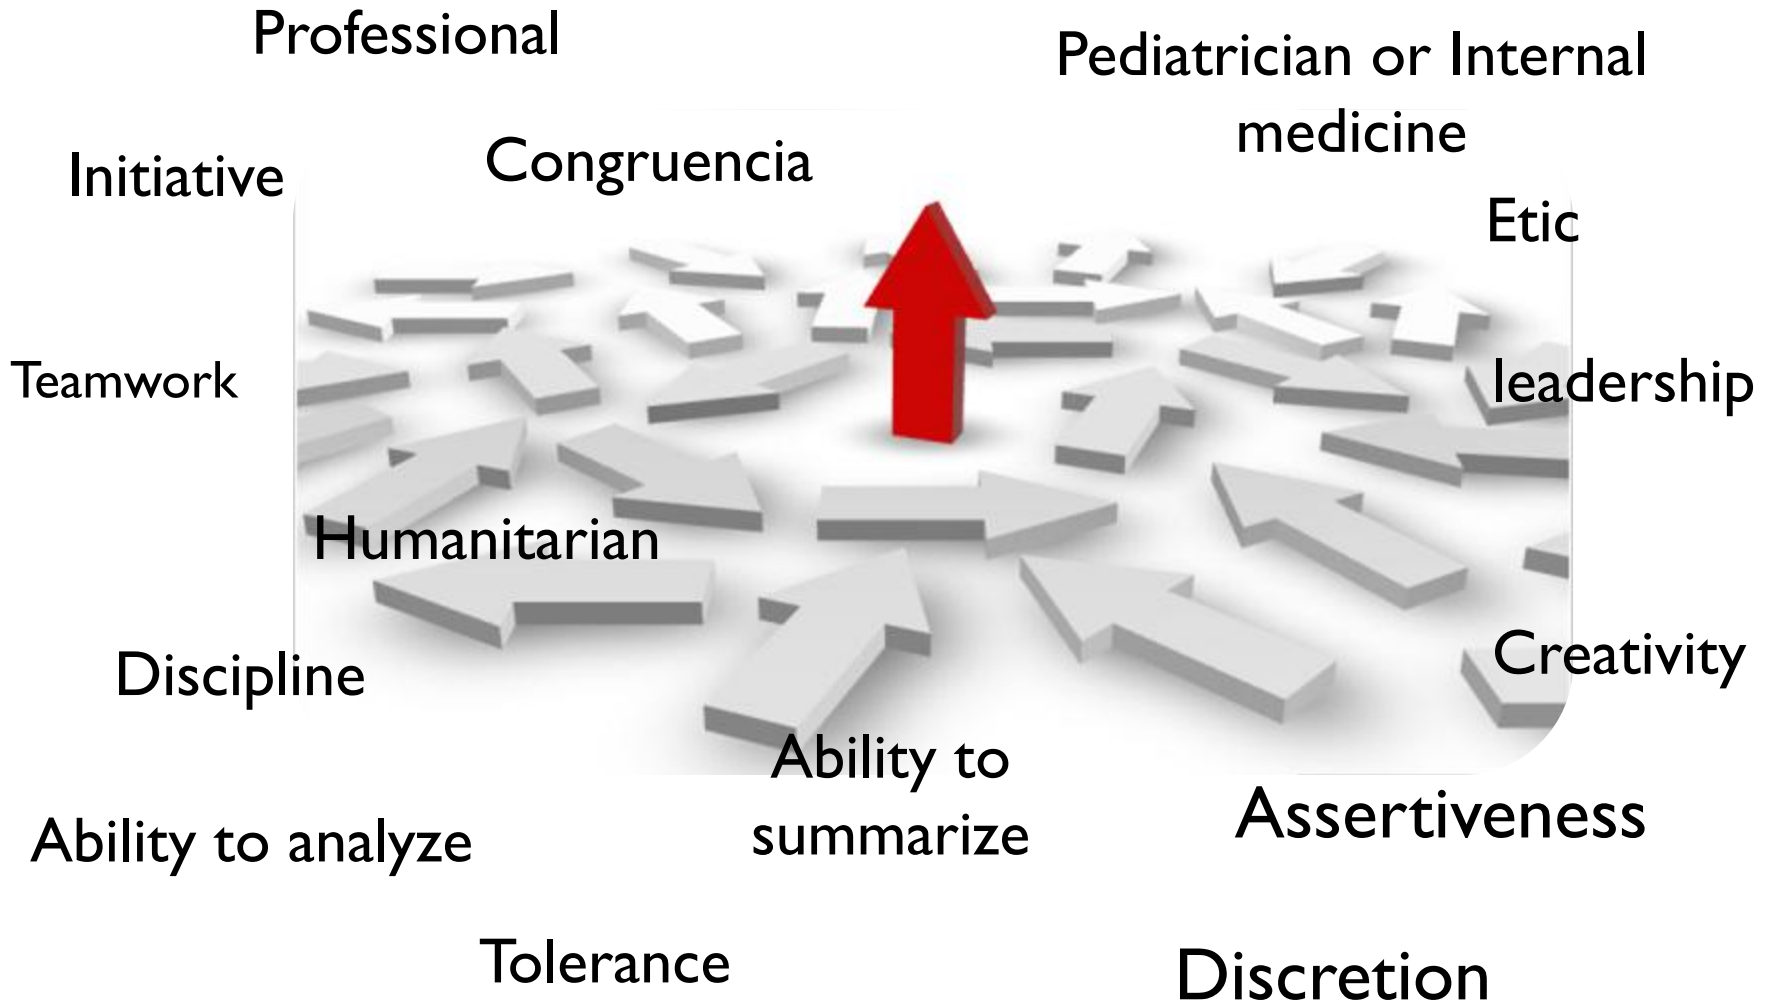 Professional
Pediatrician or Internal
medicine
Initiative
Congruencia
Etic
Teamwork
leadership
Humanitarian
Discipline
Creativity
Ability to
summarize
Ability to analyze
Assertiveness
Tolerance
Discretion